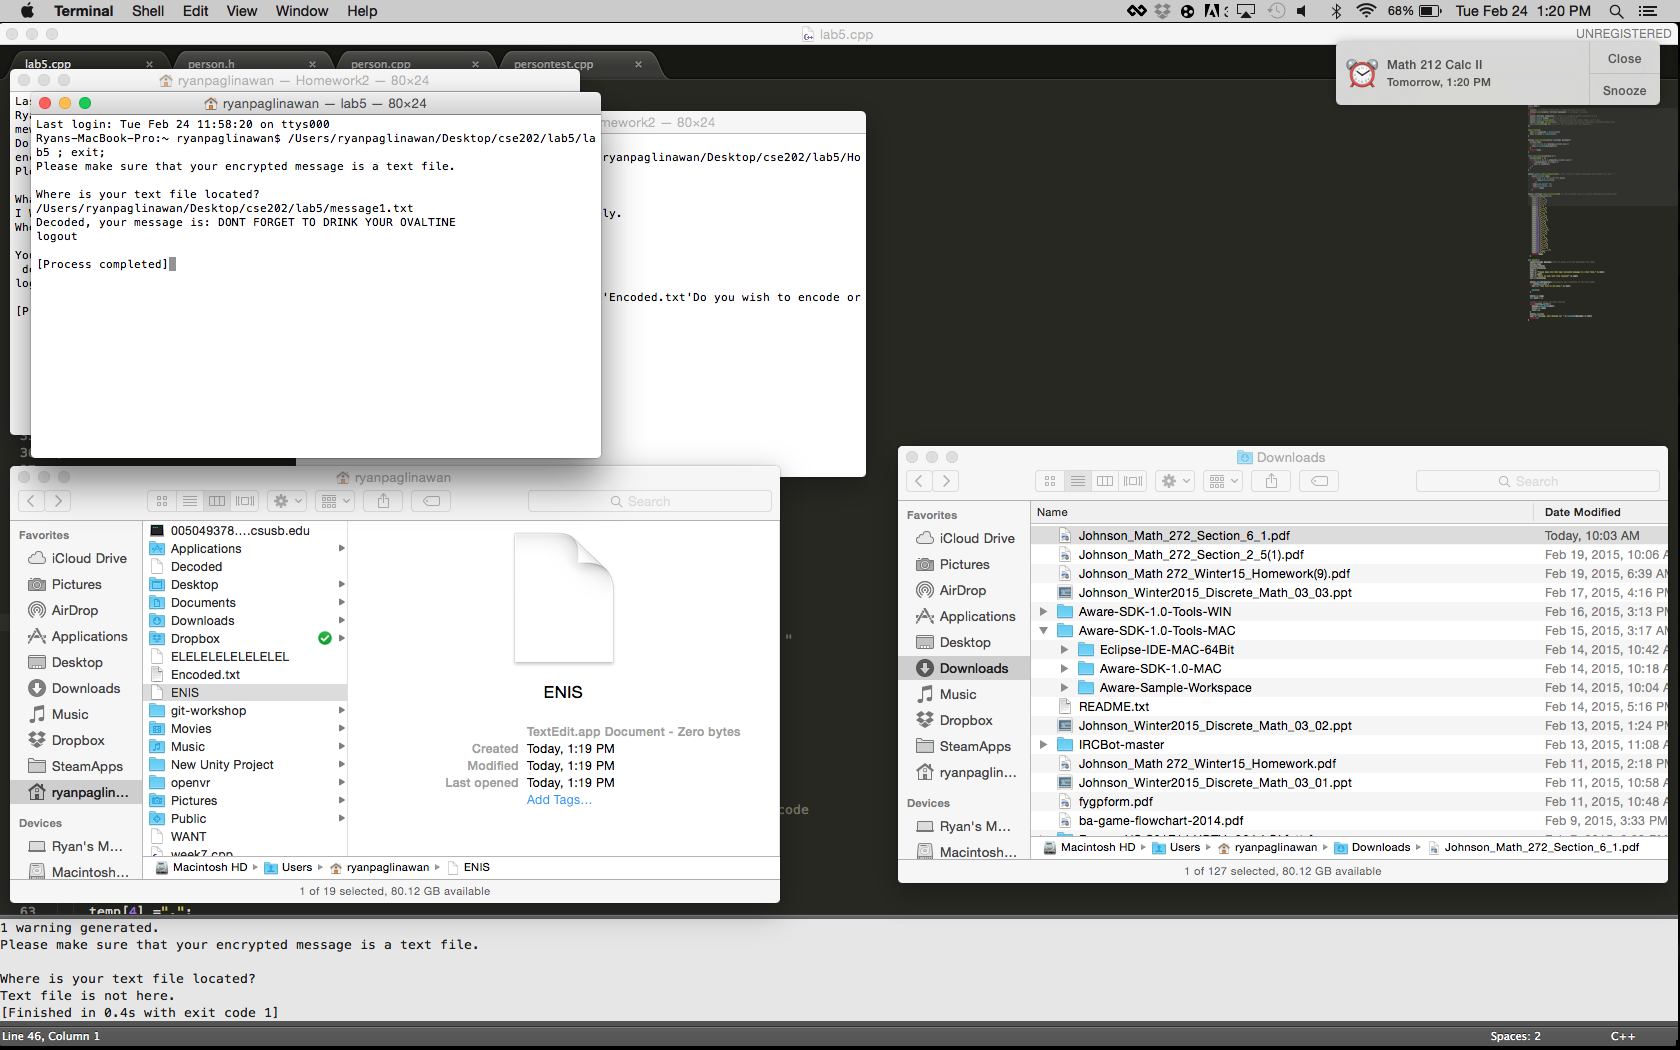 Terminal Shell Edit View Window Help 68% Tue Feb 24 1:20 PM
lab5.cpp UNREGISTERED
lab5.cpp person.h person.cpp persontest.cpp
Math 212 Calc II
Tomorrow, 1:20 PM
Close
Snooze
ryanpaglinawan — Homework2 — 80×24
ryanpaglinawan — lab5 — 80×24
Last login: Tue Feb 24 11:58:20 on ttys000
Ryans-MacBook-Pro:~ ryanpaglinawan$ /Users/ryanpaglinawan/Desktop/cse202/lab5/la
b5 ; exit;
Please make sure that your encrypted message is a text file.
Where is your text file located?
/Users/ryanpaglinawan/Desktop/cse202/lab5/message1.txt
Decoded, your message is: DONT FORGET TO DRINK YOUR OVALTINE
logout
[Process completed]
mework2 — 80×24
ryanpaglinawan/Desktop/cse202/lab5/Ho
ly.
'Encoded.txt'Do you wish to encode or
ryanpaglinawan
Search
Favorites
iCloud Drive
Pictures
AirDrop
Applications
Desktop
Downloads
Music
Dropbox
SteamApps
ryanpaglin...
Devices
Ryan's M...
Macintosh...
005049378....csusb.edu
Applications
Decoded
Desktop
Documents
Downloads
Dropbox
ELELELELELELEL
Encoded.txt
ENIS
git-workshop
Movies
Music
New Unity Project
openvr
Pictures
Public
WANT
week7.cpp
ENIS
TextEdit.app Document - Zero bytes
Created Today, 1:19 PM
Modified Today, 1:19 PM
Last opened Today, 1:19 PM
Add Tags...
Macintosh HD Users ryanpaglinawan ENIS
1 of 19 selected, 80.12 GB available
"
code
Downloads
Search
Favorites
iCloud Drive
Pictures
AirDrop
Applications
Desktop
Downloads
Music
Dropbox
SteamApps
ryanpaglin...
Devices
Ryan's M...
Macintosh...
Name Date Modified
Johnson_Math_272_Section_6_1.pdf Today, 10:03 AM
Johnson_Math_272_Section_2_5(1).pdf Feb 19, 2015, 10:06 A
Johnson_Math 272_Winter15_Homework(9).pdf Feb 19, 2015, 6:39 AM
Johnson_Winter2015_Discrete_Math_03_03.ppt Feb 17, 2015, 4:16 P
Aware-SDK-1.0-Tools-WIN Feb 16, 2015, 3:13 P
Aware-SDK-1.0-Tools-MAC Feb 15, 2015, 3:17 A
Eclipse-IDE-MAC-64Bit Feb 14, 2015, 10:42 A
Aware-SDK-1.0-MAC Feb 14, 2015, 10:18 A
Aware-Sample-Workspace Feb 14, 2015, 10:04 A
README.txt Feb 14, 2015, 5:16 P
Johnson_Winter2015_Discrete_Math_03_02.ppt Feb 13, 2015, 1:24 P
IRCBot-master Feb 13, 2015, 11:08 A
Johnson_Math 272_Winter15_Homework.pdf Feb 11, 2015, 2:18 P
Johnson_Winter2015_Discrete_Math_03_01.ppt Feb 11, 2015, 10:58 A
fygpform.pdf Feb 11, 2015, 10:48 A
ba-game-flowchart-2014.pdf Feb 9, 2015, 3:33 PM
Macintosh HD Users ryanpaglinawan Downloads Johnson_Math_272_Section_6_1.pdf
1 of 127 selected, 80.12 GB available
63 temp[4] =".";
1 warning generated.
Please make sure that your encrypted message is a text file.
Where is your text file located?
Text file is not here.
[Finished in 0.4s with exit code 1]
Line 46, Column 1 Spaces: 2 C++